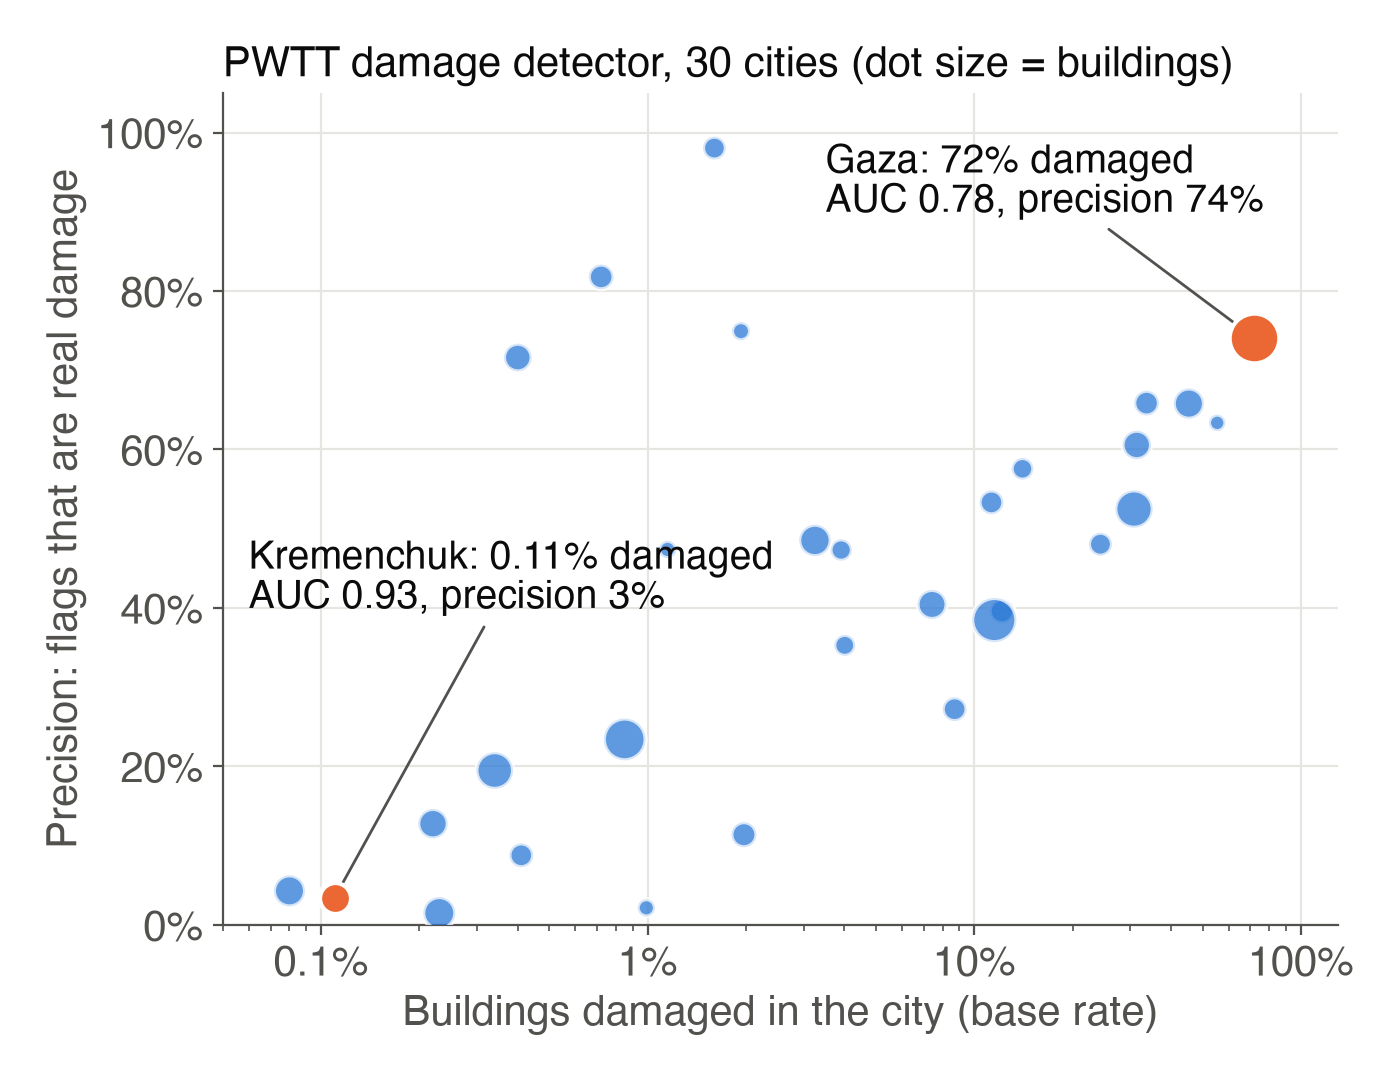 PWTT damage detector, 30 cities (dot size = buildings)
100%
80%
60%
40%
20%
0%
Precision: flags that are real damage
Gaza: 72% damaged
AUC 0.78, precision 74%
Kremenchuk: 0.11% damaged
AUC 0.93, precision 3%
0.1%
1%
10%
100%
Buildings damaged in the city (base rate)